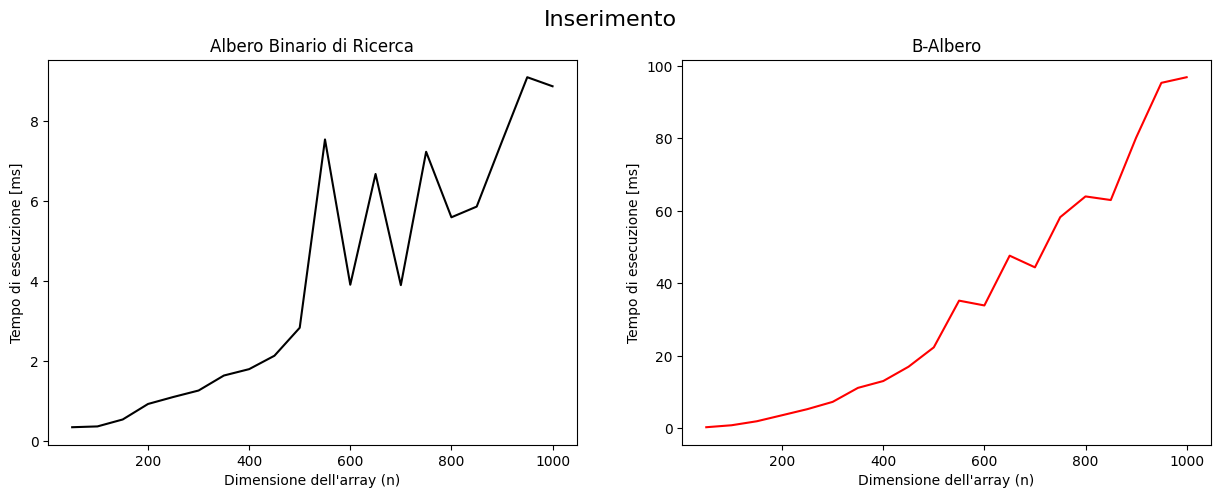 Inserimento
Albero Binario di Ricerca
Tempo di esecuzione [ms]
8
6
4
2
0
200 400 600 800 1000
Dimensione dell'array (n)
B-Albero
Tempo di esecuzione [ms]
100
80
60
40
20
0
200 400 600 800 1000
Dimensione dell'array (n)